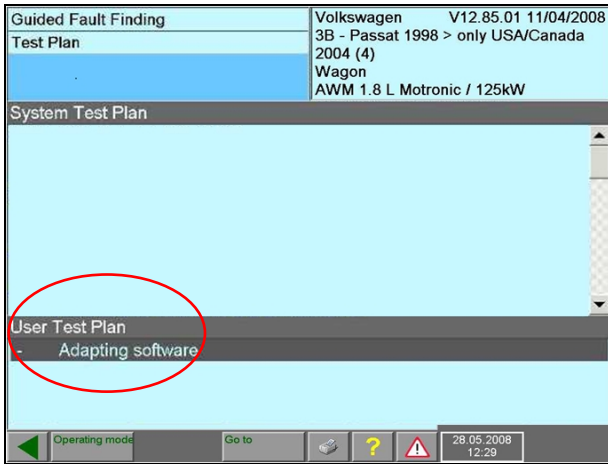 Guided Fault Finding
Test Plan
Volkswagen V12.85.01 11/04/2008
3B - Passat 1998 > only USA/Canada
2004 (4)
Wagon
AWM 1.8 L Motronic / 125kW
System Test Plan
User Test Plan
- Adapting software
Operating mode
Go to
?
28.05.2008
12:29